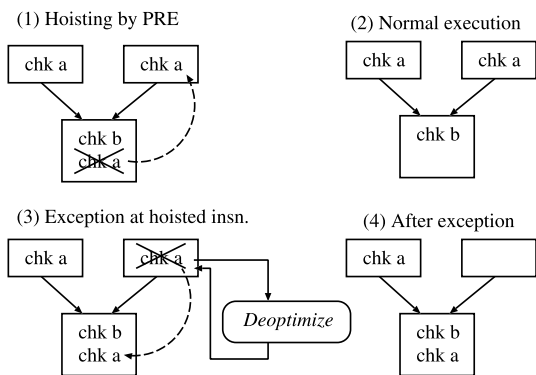 (1) Hoisting by PRE
chk a
chk a
chk b
chk a
(2) Normal execution
chk a
chk a
chk b
(3) Exception at hoisted insn.
chk a
chk a
chk b
chk a
Deoptimize
(4) After exception
chk a
chk b
chk a